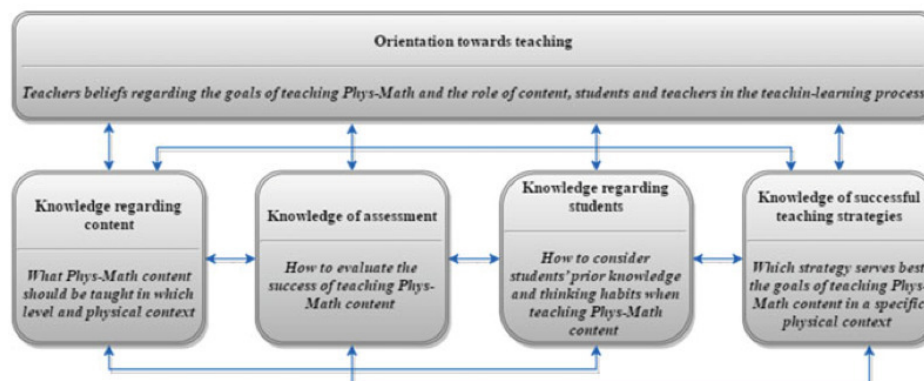 Orientation towards teaching
Teachers beliefs regarding the goals of teaching Phys-Math and the role of content, students and teachers in the teachin-learning process
Knowledge regarding
content
What Phys-Math content
should be taught in which
level and physical context
Knowledge of assessment
How to evaluate the
success of teaching Phys-
Math content
Knowledge regarding
students
How to consider
students' prior knowledge
and thinking habits when
teaching Phys-Math
content
Knowledge of successful
teaching strategies
Which strategy serves best
the goals of teaching Phys-
Math content in a specific
physical context